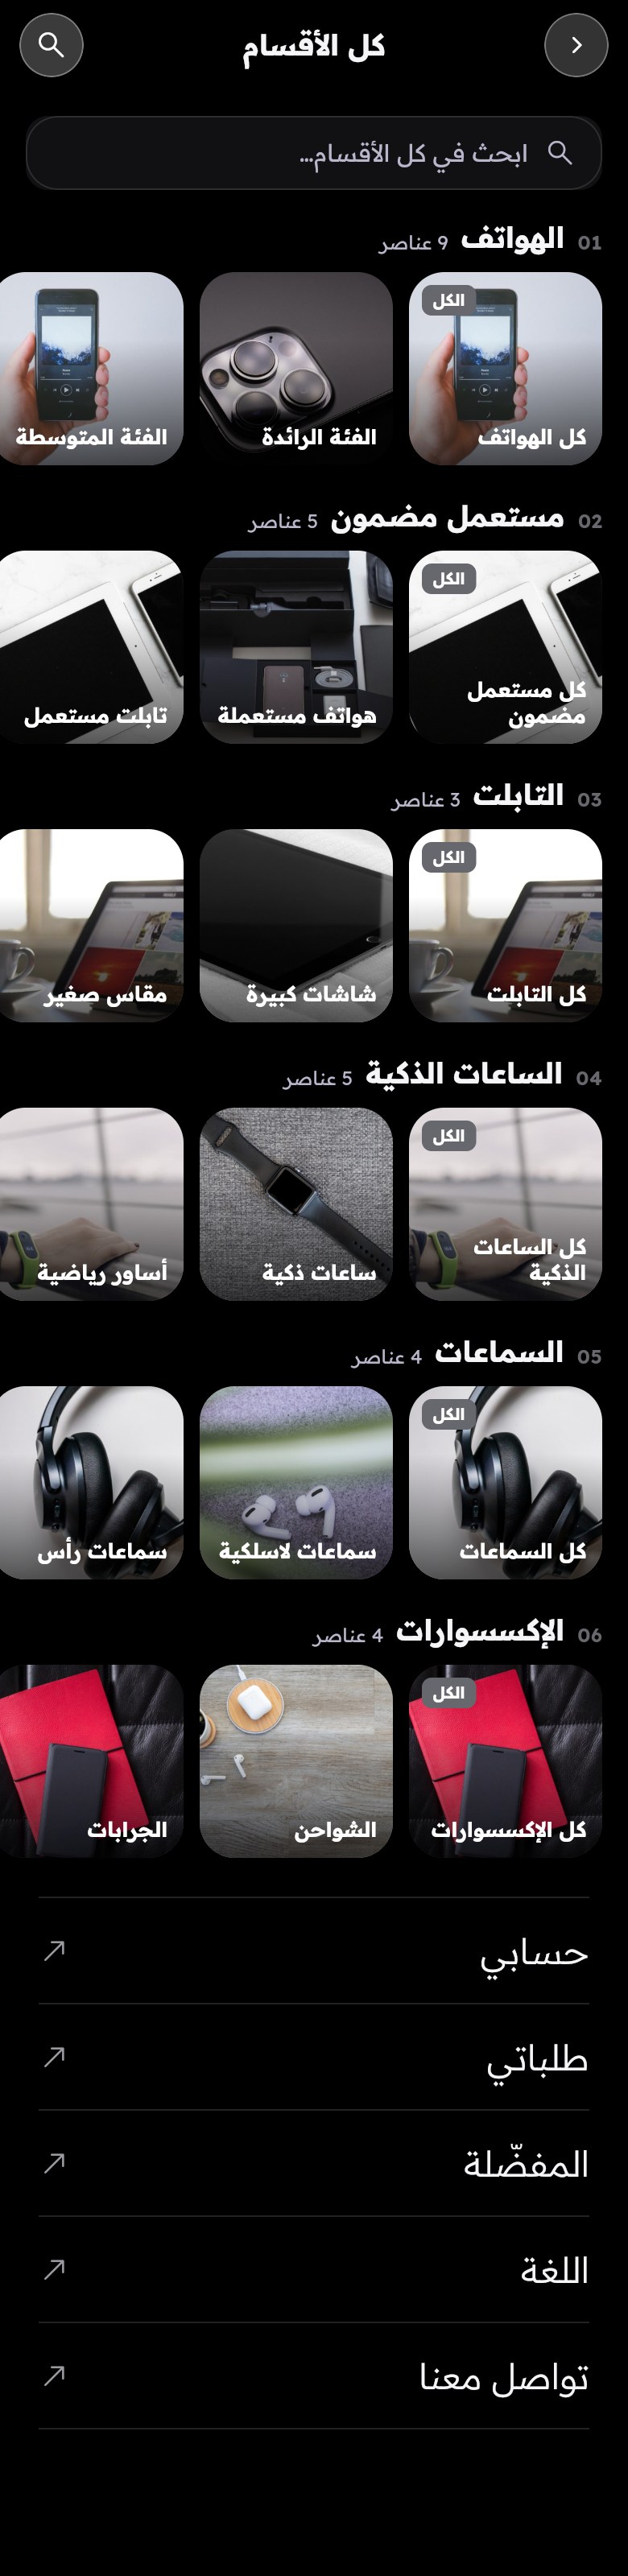 كل الأقسام
ابحث في كل الأقسام...
01 الهواتف 9 عناصر
الكل
كل الهواتف
الفئة الرائدة
الفئة المتوسطة
02 مستعمل مضمون 5 عناصر
الكل
كل مستعمل
مضمون
هواتف مستعملة
تابلت مستعمل
03 التابلت 3 عناصر
الكل
كل التابلت
شاشات كبيرة
مقاس صغير
04 الساعات الذكية 5 عناصر
الكل
كل الساعات
الذكية
ساعات ذكية
أساور رياضية
05 السماعات 4 عناصر
الكل
كل السماعات
سماعات لاسلكية
سماعات رأس
06 الإكسسوارات 4 عناصر
الكل
كل الإكسسوارات
الشواحن
الجرابات
حسابي
طلباتي
المفضّلة
اللغة
تواصل معنا